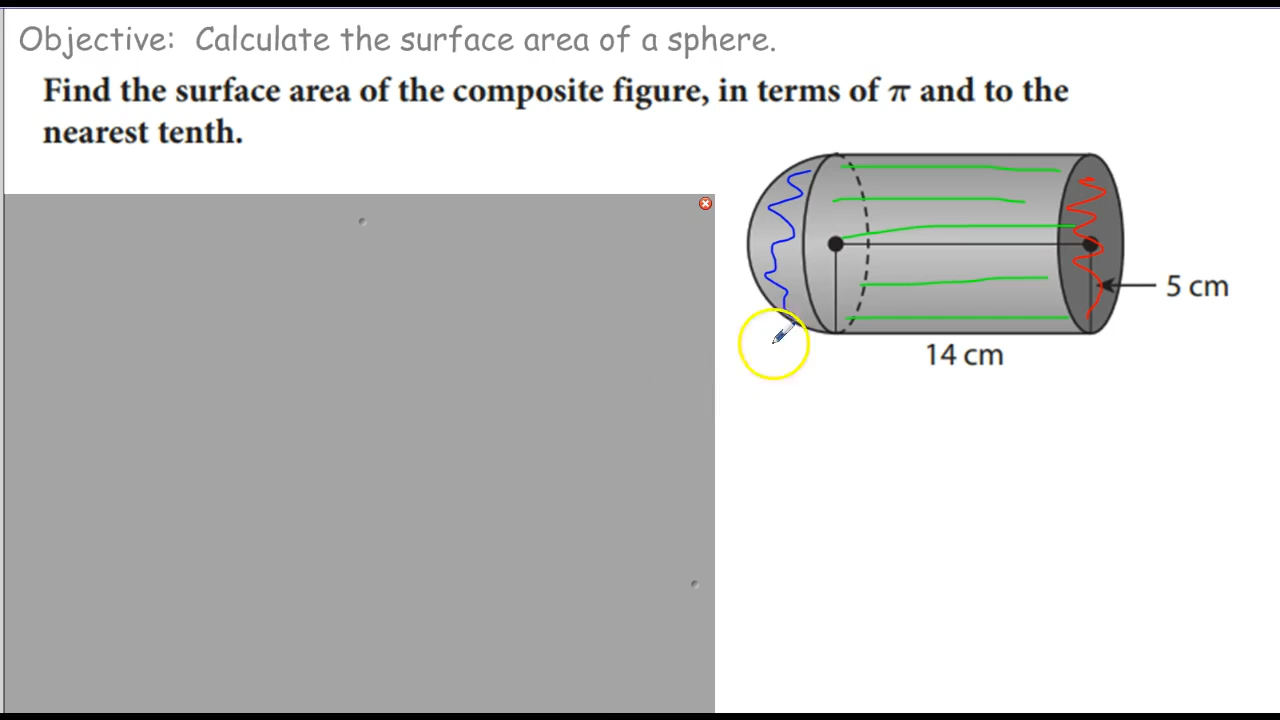 Objective: Calculate the surface area of a sphere.
Find the surface area of the composite figure, in terms of π and to the
nearest tenth.
5 cm
14 cm